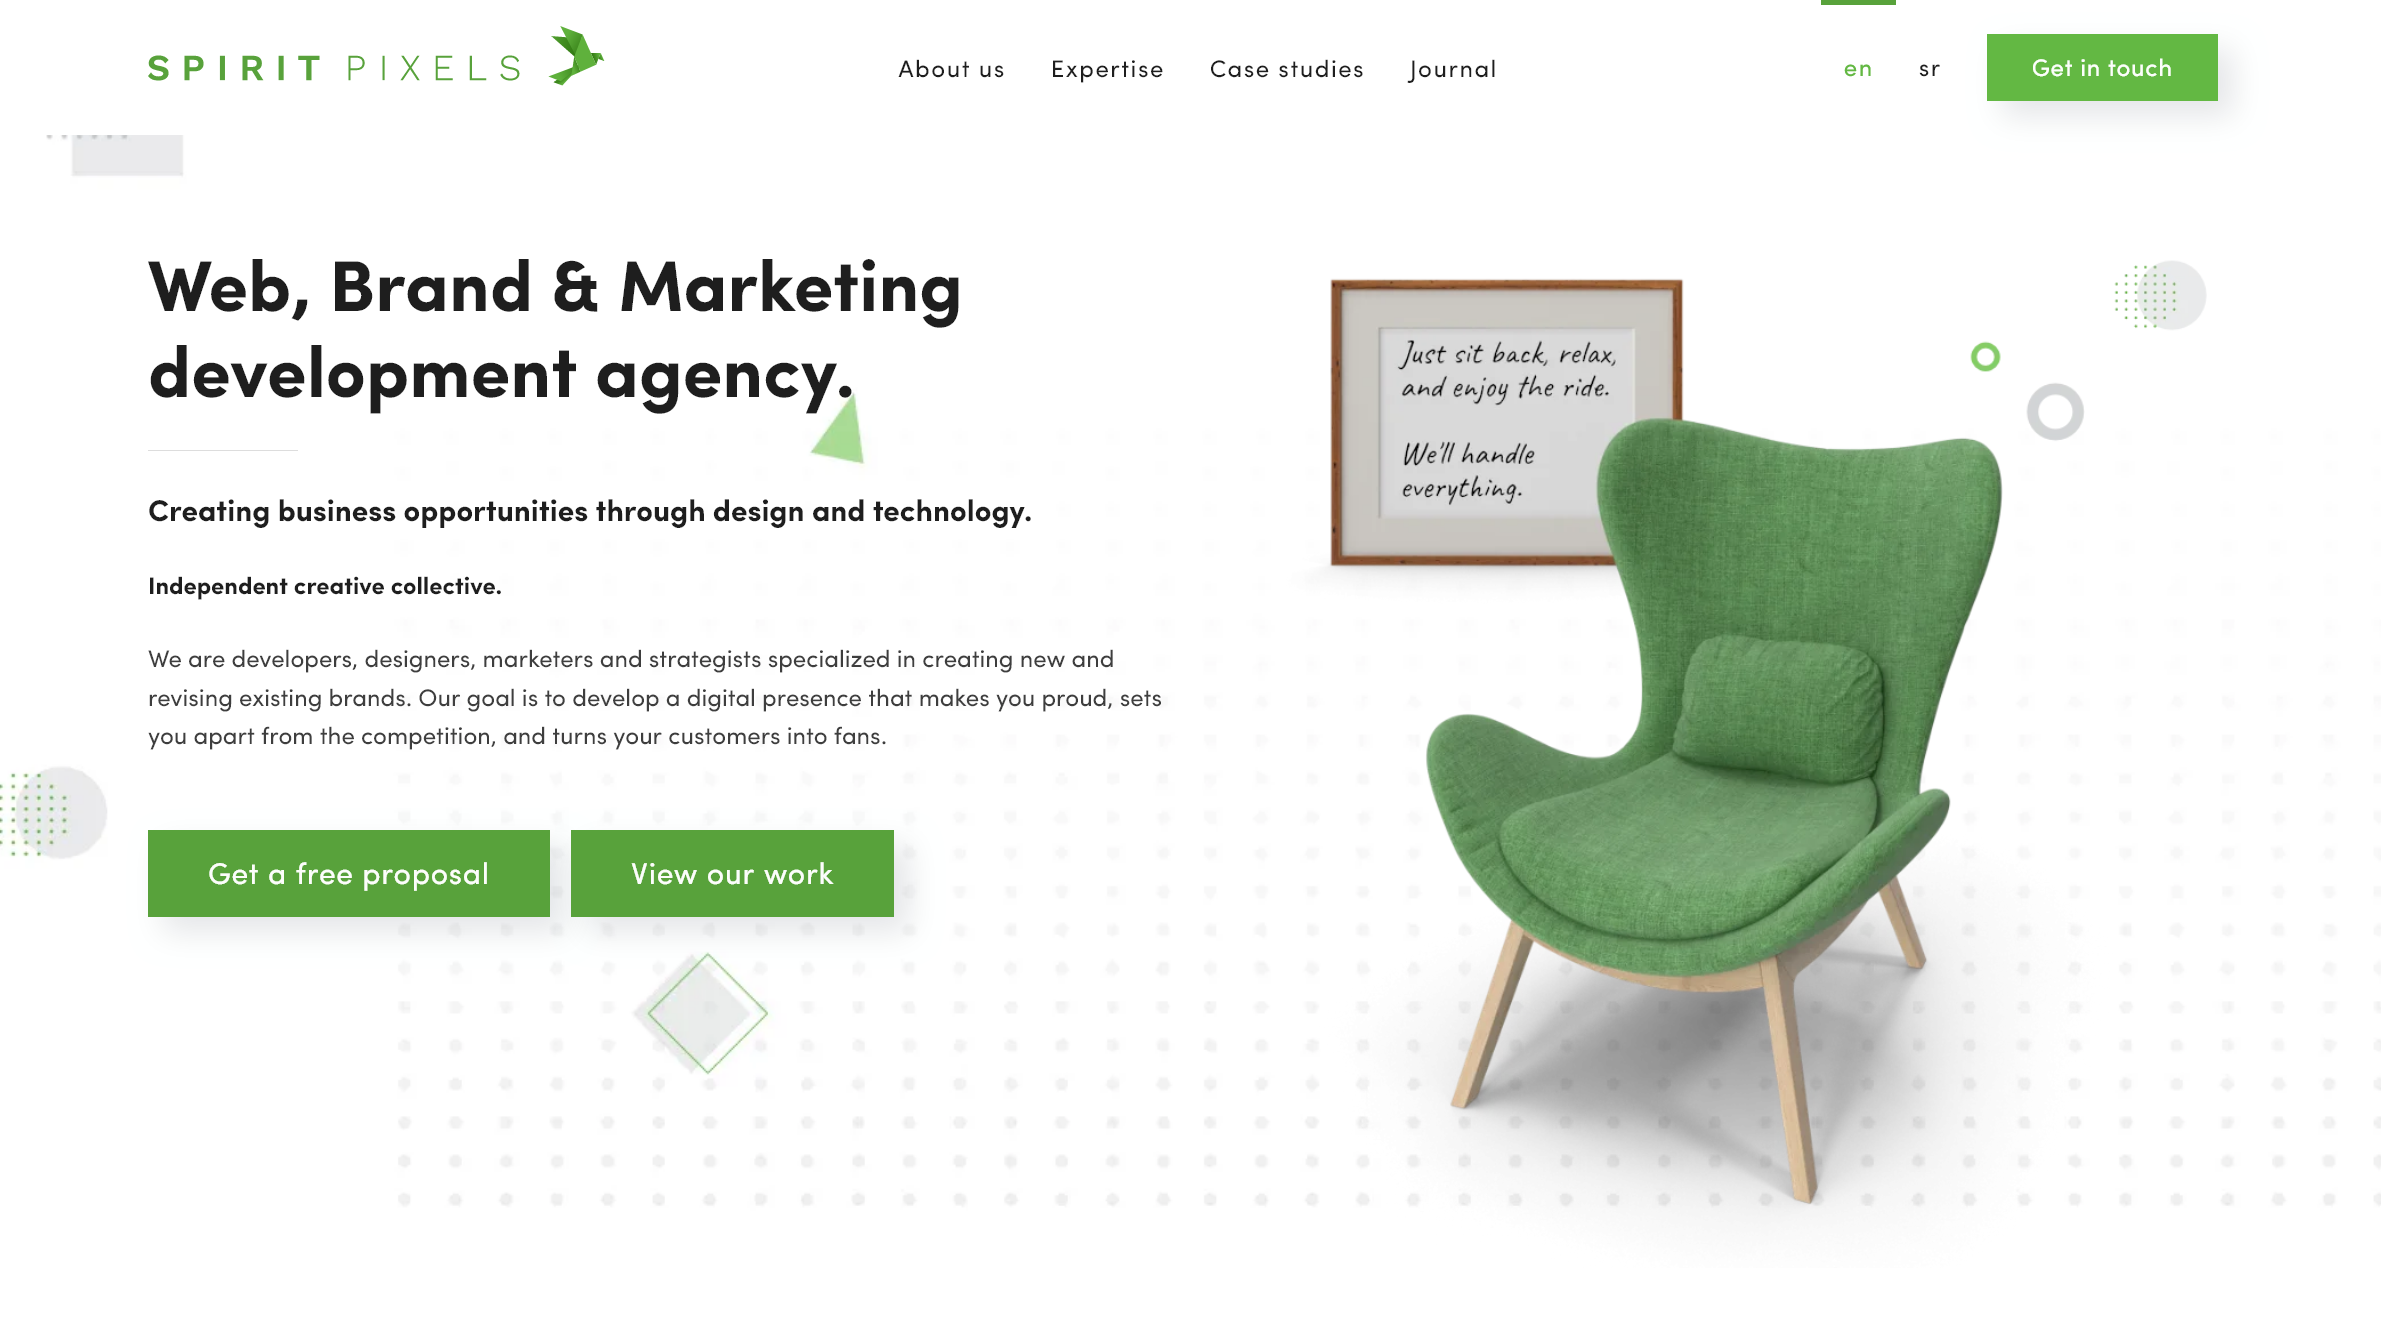 SPIRIT PIXELS
About us
Expertise
Case studies
Journal
en
sr
Get in touch
Web, Brand & Marketing
development agency.
Creating business opportunities through design and technology.
Independent creative collective.
We are developers, designers, marketers and strategists specialized in creating new and
revising existing brands. Our goal is to develop a digital presence that makes you proud, sets
you apart from the competition, and turns your customers into fans.
Get a free proposal
View our work
Just sit back, relax,
and enjoy the ride.
We'll handle
everything.